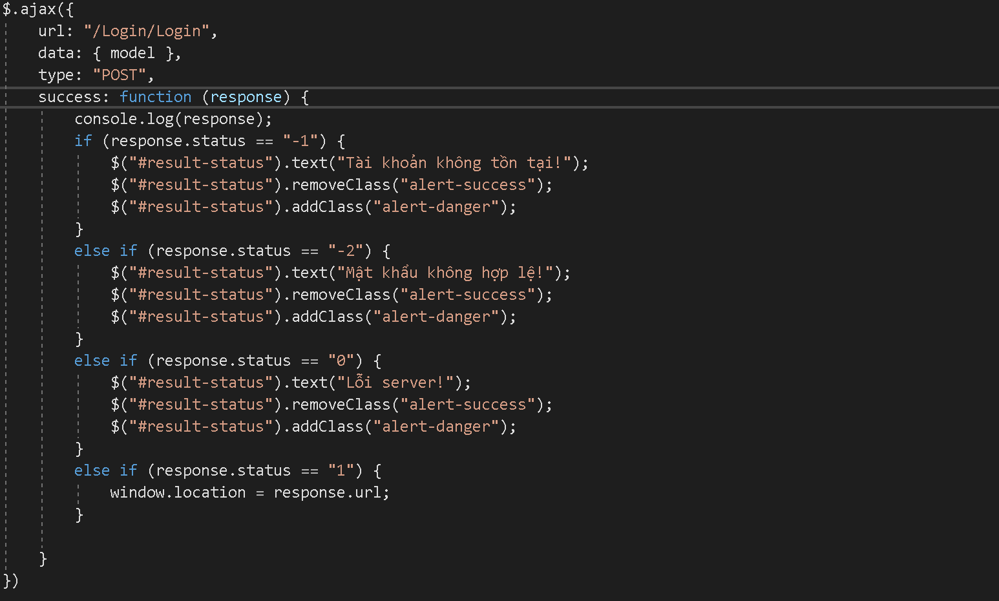 $.ajax({
    url: "/Login/Login",
    data: { model },
    type: "POST",
    success: function (response) {
        console.log(response);
        if (response.status == "-1") {
            $("#result-status").text("Tài khoản không tồn tại!");
            $("#result-status").removeClass("alert-success");
            $("#result-status").addClass("alert-danger");
        }
        else if (response.status == "-2") {
            $("#result-status").text("Mật khẩu không hợp lệ!");
            $("#result-status").removeClass("alert-success");
            $("#result-status").addClass("alert-danger");
        }
        else if (response.status == "0") {
            $("#result-status").text("Lỗi server!");
            $("#result-status").removeClass("alert-success");
            $("#result-status").addClass("alert-danger");
        }
        else if (response.status == "1") {
            window.location = response.url;
        }
    }
})